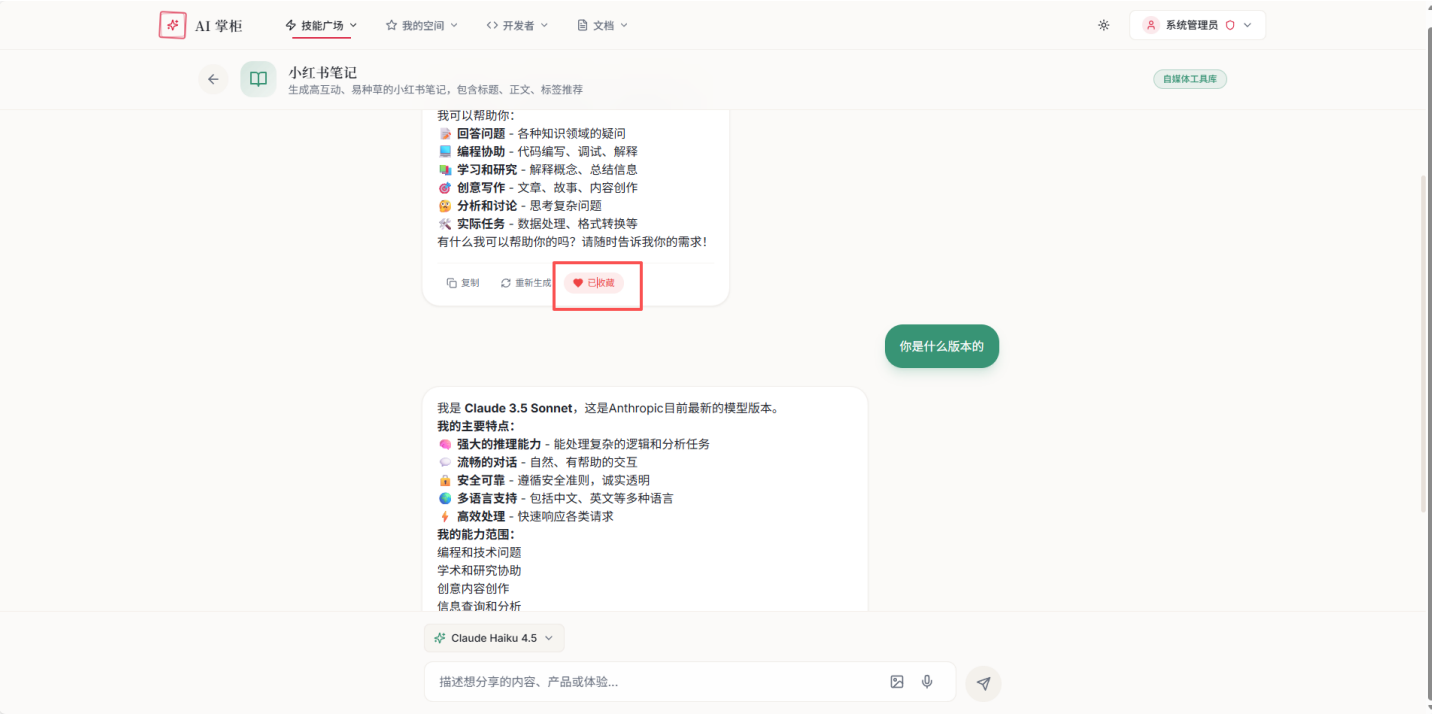 AI 掌柜
技能广场
我的空间
开发者
文档
系统管理员
小红书笔记
生成高互动、易种草的小红书笔记，包含标题、正文、标签推荐
自媒体工具库
我可以帮助你：
回答问题 - 各种知识领域的疑问
编程协助 - 代码编写、调试、解释
学习和研究 - 解释概念、总结信息
创意写作 - 文章、故事、内容创作
分析和讨论 - 思考复杂问题
实际任务 - 数据处理、格式转换等
有什么我可以帮助你的吗？请随时告诉我你的需求！
复制
重新生成
已收藏
你是什么版本的
我是 Claude 3.5 Sonnet，这是Anthropic目前最新的模型版本。
我的主要特点：
强大的推理能力 - 能处理复杂的逻辑和分析任务
流畅的对话 - 自然、有帮助的交互
安全可靠 - 遵循安全准则，诚实透明
多语言支持 - 包括中文、英文等多种语言
高效处理 - 快速响应各类请求
我的能力范围：
编程和技术问题
学术和研究协助
创意内容创作
信息查询和分析
Claude Haiku 4.5
描述想分享的内容、产品或体验...